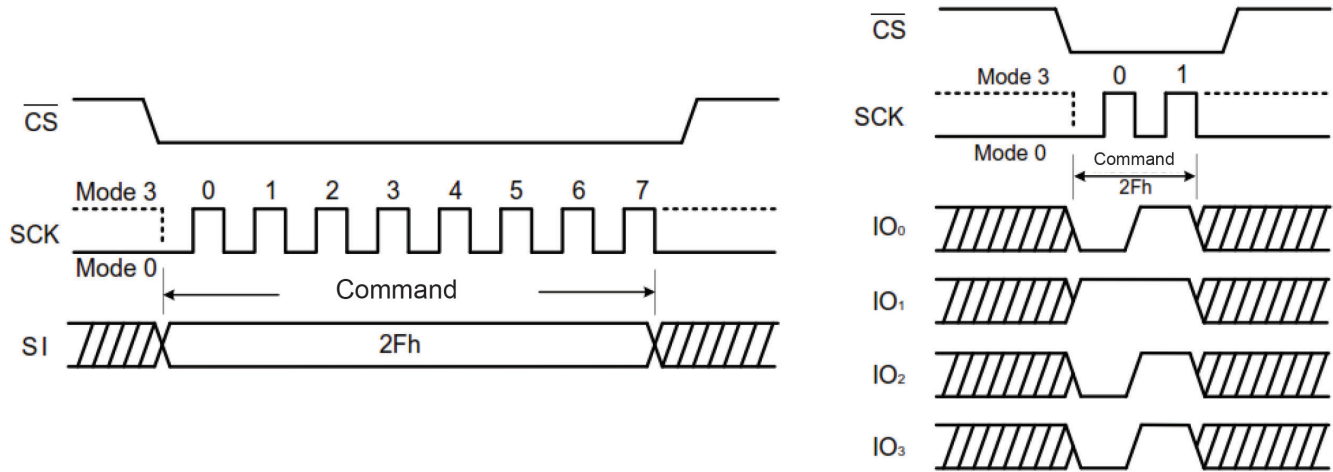 CS
Mode 3 0 1 2 3 4 5 6 7
SCK
Mode 0
Command
SI 2Fh
CS
Mode 3 0 1
SCK
Mode 0 Command
2Fh
IO₀
IO₁
IO₂
IO₃